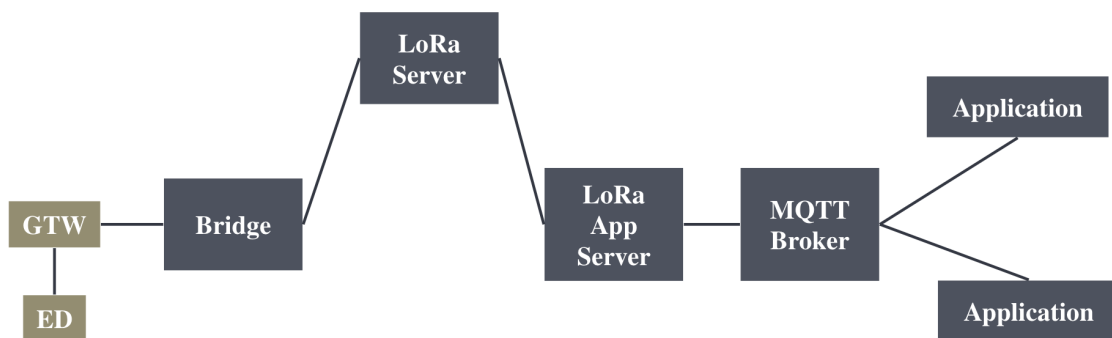 LoRa
Server
Application
GTW
Bridge
LoRa
App
Server
MQTT
Broker
ED
Application